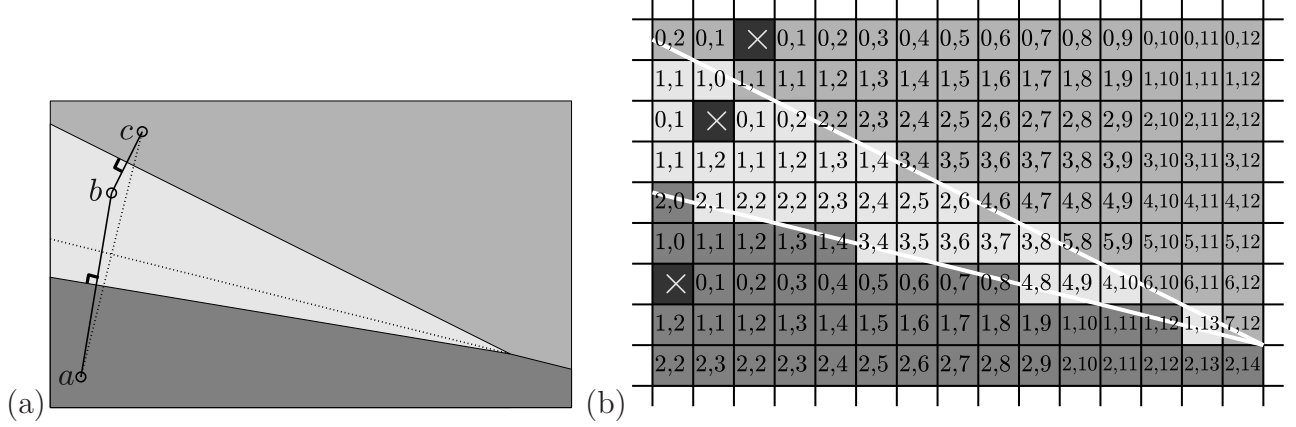 0,2 0,1 × 0,1 0,2 0,3 0,4 0,5 0,6 0,7 0,8 0,9 0,10 0,11 0,12
1,1 1,0 1,1 1,1 1,2 1,3 1,4 1,5 1,6 1,7 1,8 1,9 1,10 1,11 1,12
0,1 × 0,1 0,2 2,2 2,3 2,4 2,5 2,6 2,7 2,8 2,9 2,10 2,11 2,12
1,1 1,2 1,1 1,2 1,3 1,4 3,4 3,5 3,6 3,7 3,8 3,9 3,10 3,11 3,12
2,0 2,1 2,2 2,2 2,3 2,4 2,5 2,6 4,6 4,7 4,8 4,9 4,10 4,11 4,12
1,0 1,1 1,2 1,3 1,4 3,4 3,5 3,6 3,7 3,8 5,8 5,9 5,10 5,11 5,12
× 0,1 0,2 0,3 0,4 0,5 0,6 0,7 0,8 4,8 4,9 4,10 6,10 6,11 6,12
1,2 1,1 1,2 1,3 1,4 1,5 1,6 1,7 1,8 1,9 1,10 1,11 1,12 1,13 7,12
2,2 2,3 2,2 2,3 2,4 2,5 2,6 2,7 2,8 2,9 2,10 2,11 2,12 2,13 2,14
c
b
a
(a) (b)